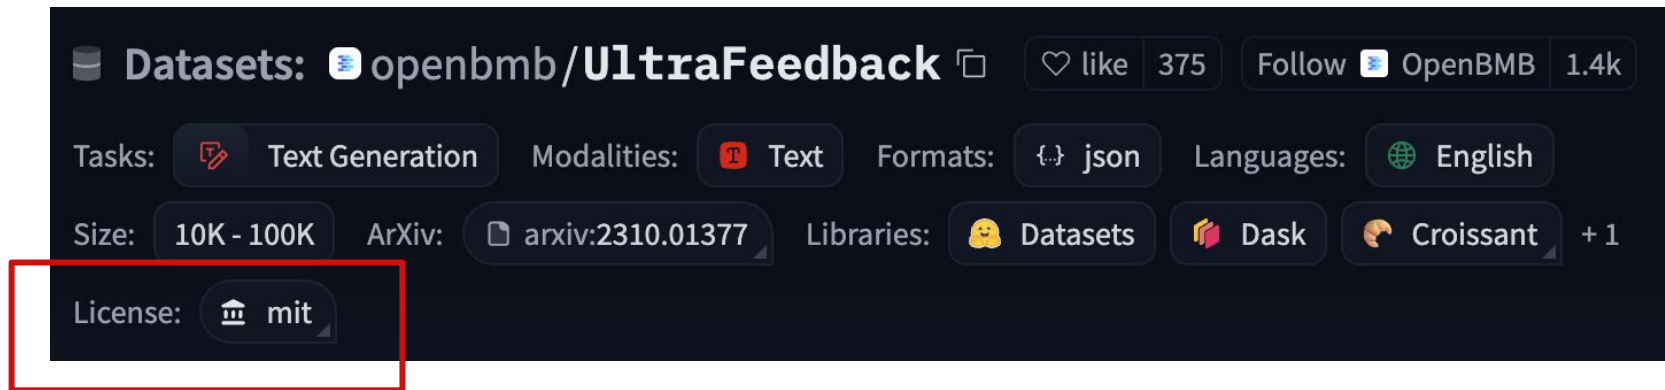 Datasets: openbmb/UltraFeedback like 375 Follow OpenBMB 1.4k
Tasks: Text Generation Modalities: Text Formats: json Languages: English
Size: 10K - 100K ArXiv: arxiv:2310.01377 Libraries: Datasets Dask Croissant + 1
License: mit